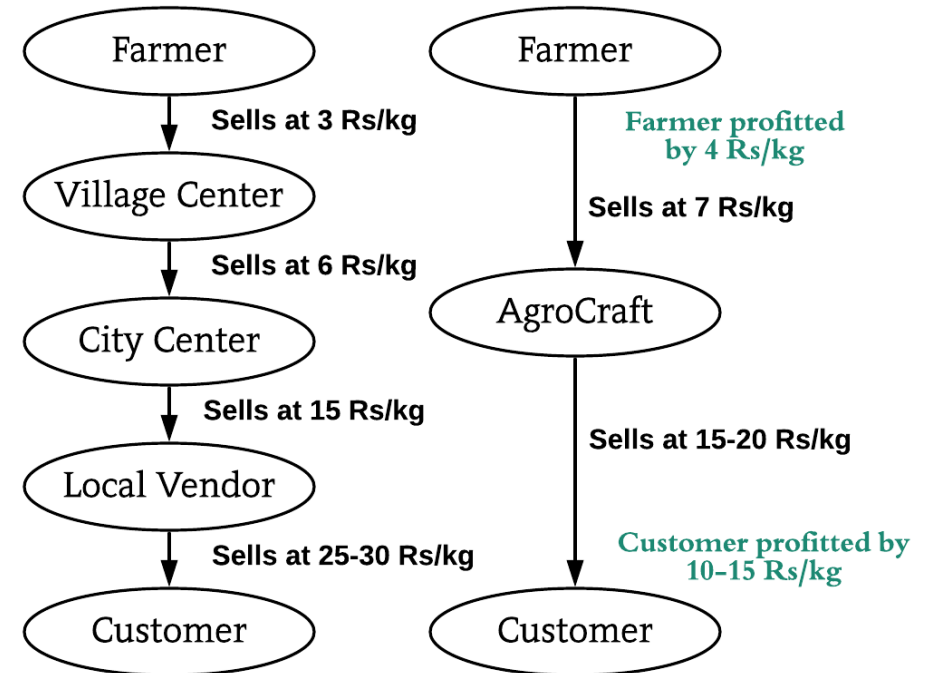 Farmer
Sells at 3 Rs/kg
Village Center
Sells at 6 Rs/kg
City Center
Sells at 15 Rs/kg
Local Vendor
Sells at 25-30 Rs/kg
Customer
Farmer
Farmer profitted
by 4 Rs/kg
Sells at 7 Rs/kg
AgroCraft
Sells at 15-20 Rs/kg
Customer profitted by
10-15 Rs/kg
Customer